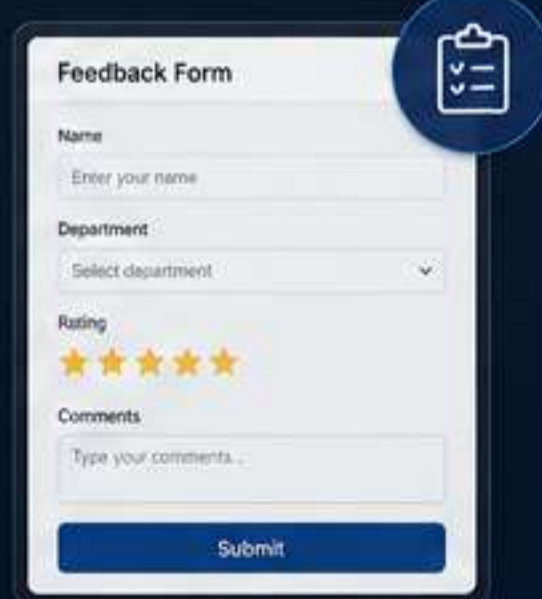 Feedback Form
Name
Enter your name
Department
Select department
Rating
Comments
Type your comments...
Submit